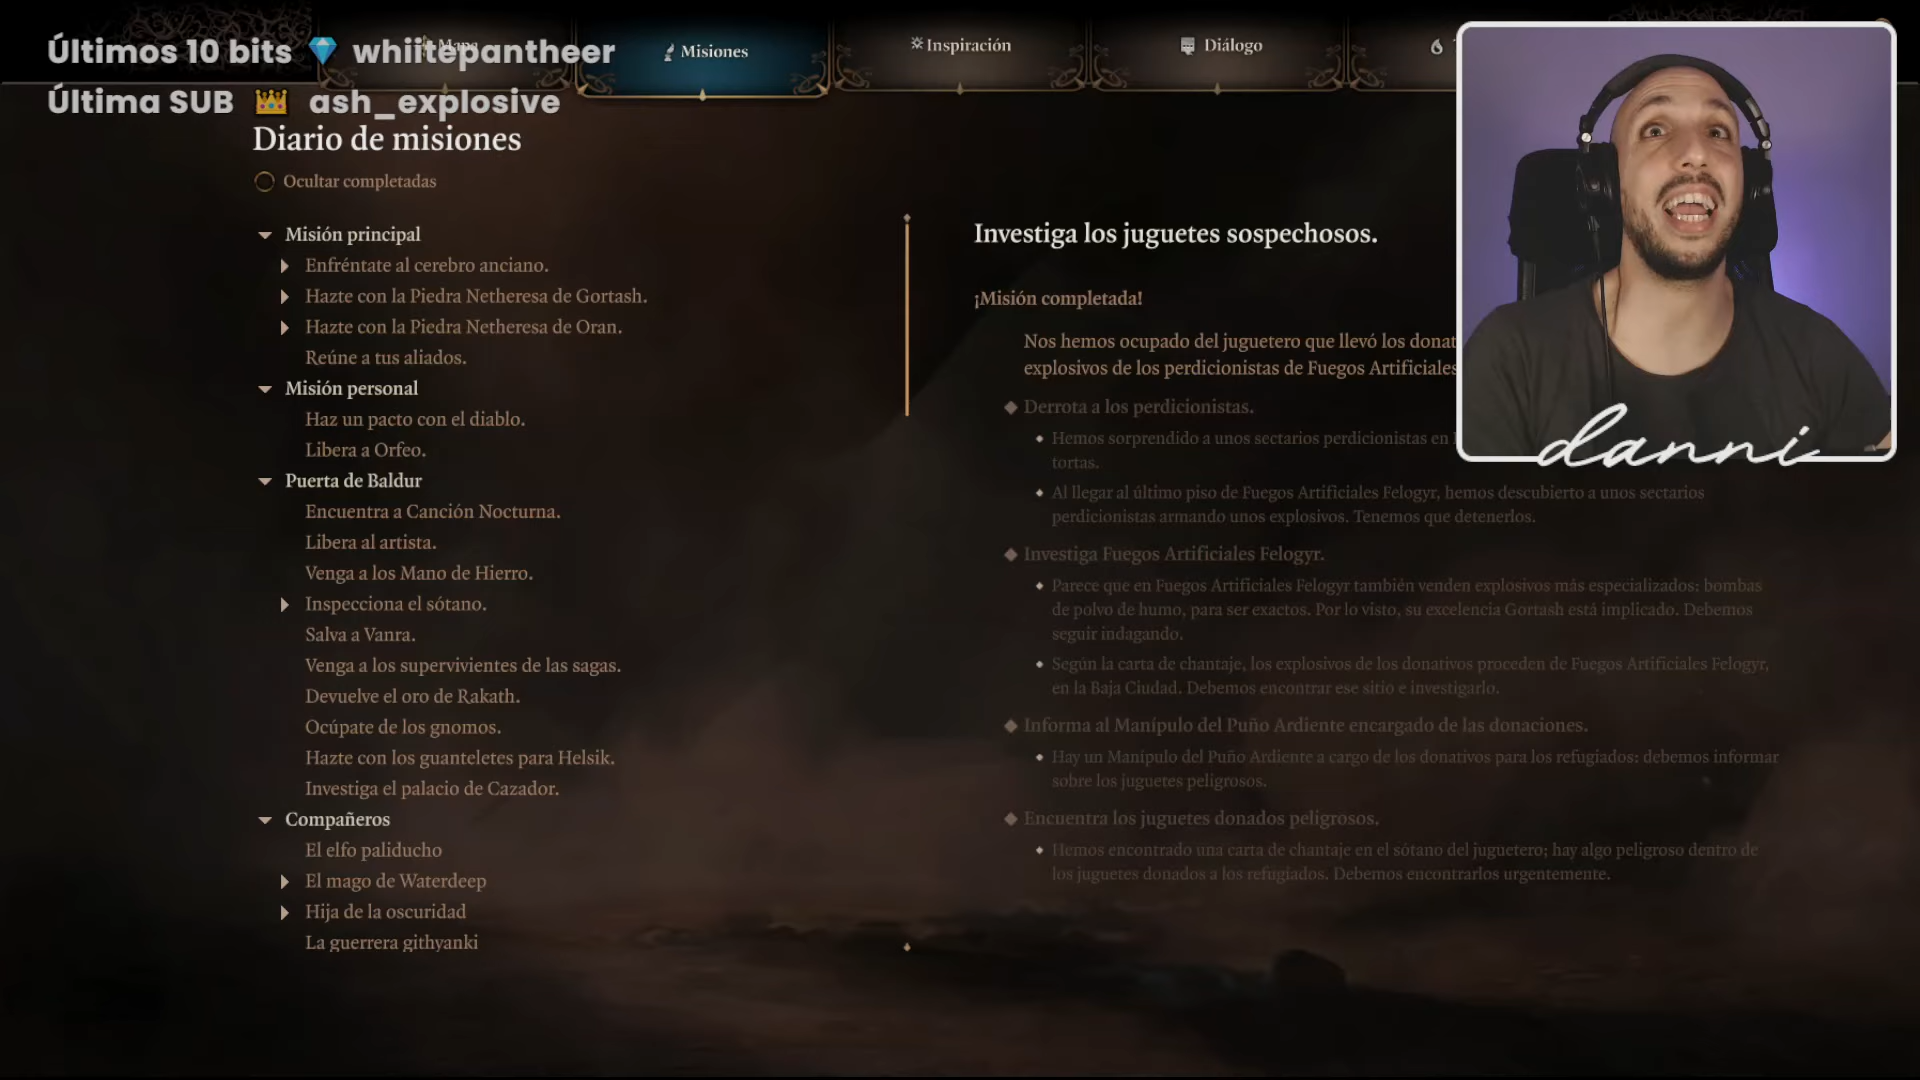 Últimos 10 bits whiitepantheer
Misiones
Inspiración
Diálogo
Última SUB ash_explosive
Diario de misiones
Ocultar completadas
Misión principal
Enfréntate al cerebro anciano.
Hazte con la Piedra Netheresa de Gortash.
Hazte con la Piedra Netheresa de Oran.
Reúne a tus aliados.
Misión personal
Haz un pacto con el diablo.
Libera a Orfeo.
Puerta de Baldur
Encuentra a Canción Nocturna.
Libera al artista.
Venga a los Mano de Hierro.
Inspecciona el sótano.
Salva a Vanra.
Venga a los supervivientes de las sagas.
Devuelve el oro de Rakath.
Ocúpate de los gnomos.
Hazte con los guanteletes para Helsik.
Investiga el palacio de Cazador.
Compañeros
El elfo paliducho
El mago de Waterdeep
Hija de la oscuridad
La guerrera githyanki
Investiga los juguetes sospechosos.
¡Misión completada!
Nos hemos ocupado del juguetero que llevó los donat
explosivos de los perdicionistas de Fuegos Artificiales
Derrota a los perdicionistas.
Hemos sorprendido a unos sectarios perdicionistas en
tortas.
Al llegar al último piso de Fuegos Artificiales Felogyr, hemos descubierto a unos sectarios
perdicionistas armando unos explosivos. Tenemos que detenerlos.
Investiga Fuegos Artificiales Felogyr.
Parece que en Fuegos Artificiales Felogyr también venden explosivos más especializados: bombas
de polvo de humo, para ser exactos. Por lo visto, su excelencia Gortash está implicado. Debemos
seguir indagando.
Según la carta de chantaje, los explosivos de los donativos proceden de Fuegos Artificiales Felogyr,
en la Baja Ciudad. Debemos encontrar ese sitio e investigarlo.
Informa al Manípulo del Puño Ardiente encargado de las donaciones.
Hay un Manípulo del Puño Ardiente a cargo de los donativos para los refugiados: debemos informar
sobre los juguetes peligrosos.
Encuentra los juguetes donados peligrosos.
Hemos encontrado una carta de chantaje en el sótano del juguetero; hay algo peligroso dentro de
los juguetes donados a los refugiados. Debemos encontrarlos urgentemente.
danni